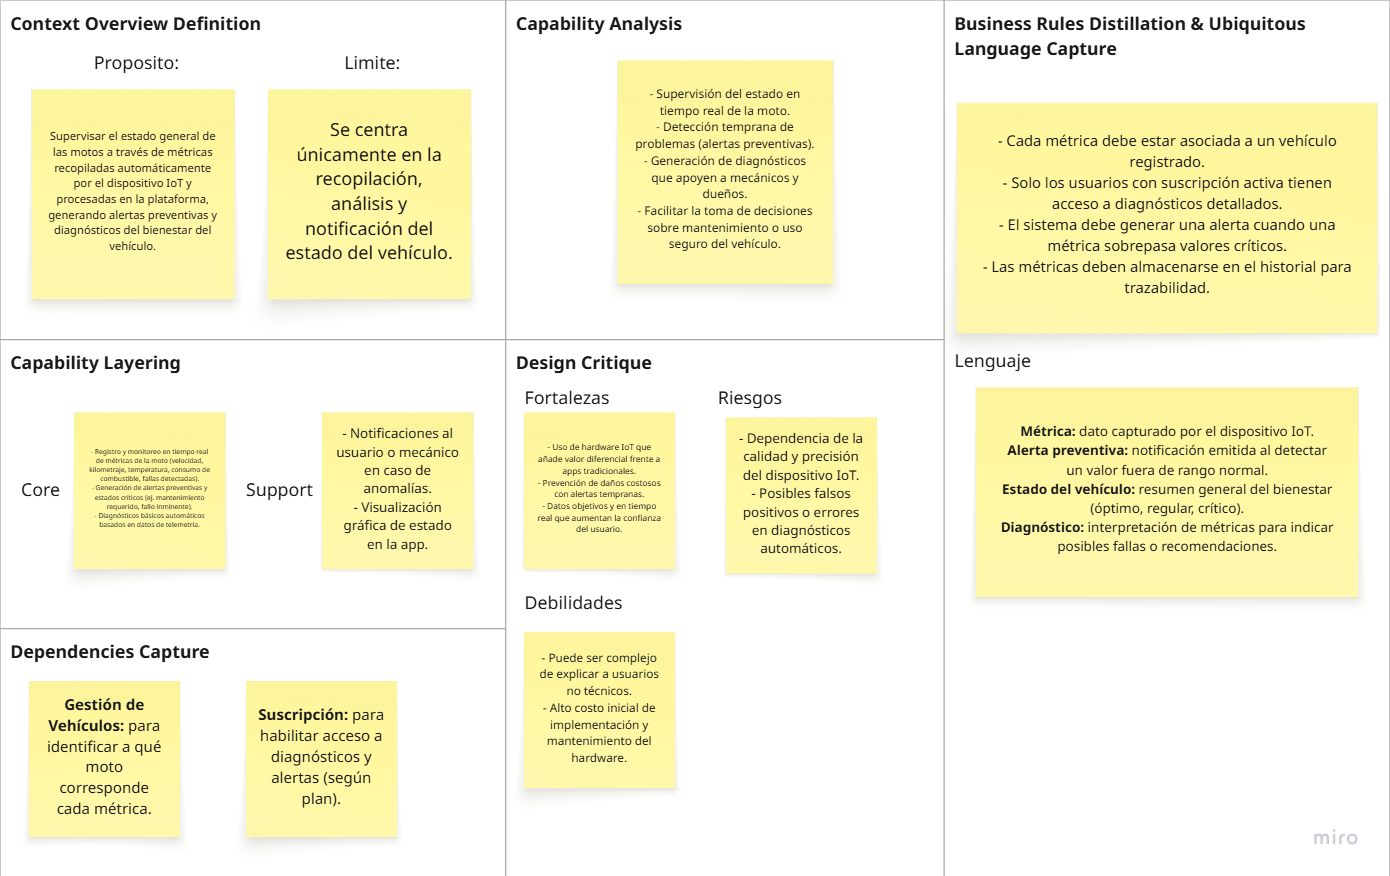 Context Overview Definition
Proposito:
Limite:
Supervisar el estado general de
las motos a través de métricas
recopiladas automáticamente
por el dispositivo IoT y
procesadas en la plataforma,
generando alertas preventivas y
diagnósticos del bienestar del
vehículo.
Se centra
únicamente en la
recopilación,
análisis y
notificación del
estado del vehículo.
Capability Analysis
- Supervisión del estado en
tiempo real de la moto.
- Detección temprana de
problemas (alertas preventivas).
- Generación de diagnósticos
que apoyen a mecánicos y
dueños.
- Facilitar la toma de decisiones
sobre mantenimiento o uso
seguro del vehículo.
Business Rules Distillation & Ubiquitous
Language Capture
- Cada métrica debe estar asociada a un vehículo
registrado.
- Solo los usuarios con suscripción activa tienen
acceso a diagnósticos detallados.
- El sistema debe generar una alerta cuando una
métrica sobrepasa valores críticos.
- Las métricas deben almacenarse en el historial para
trazabilidad.
Lenguaje
Métrica: dato capturado por el dispositivo IoT.
Alerta preventiva: notificación emitida al detectar
un valor fuera de rango normal.
Estado del vehículo: resumen general del bienestar
(óptimo, regular, crítico).
Diagnóstico: interpretación de métricas para indicar
posibles fallas o recomendaciones.
Capability Layering
Core
- Registro y monitoreo en tiempo real
de métricas de la moto (velocidad,
kilometraje, temperatura, consumo de
combustible, fallas detectadas).
- Generación de alertas preventivas y
estados críticos (ej. mantenimiento
requerido, fallo inminente).
- Diagnósticos básicos automáticos
basados en datos de telemetría.
Support
- Notificaciones al
usuario o mecánico
en caso de
anomalías.
- Visualización
gráfica de estado
en la app.
Design Critique
Fortalezas
- Uso de hardware IoT que
añade valor diferencial frente a
apps tradicionales.
- Prevención de daños costosos
con alertas tempranas.
- Datos objetivos y en tiempo
real que aumentan la confianza
del usuario.
Riesgos
- Dependencia de la
calidad y precisión
del dispositivo IoT.
- Posibles falsos
positivos o errores
en diagnósticos
automáticos.
Debilidades
- Puede ser complejo
de explicar a usuarios
no técnicos.
- Alto costo inicial de
implementación y
mantenimiento del
hardware.
Dependencies Capture
Gestión de
Vehículos: para
identificar a qué
moto
corresponde
cada métrica.
Suscripción: para
habilitar acceso a
diagnósticos y
alertas (según
plan).
miro